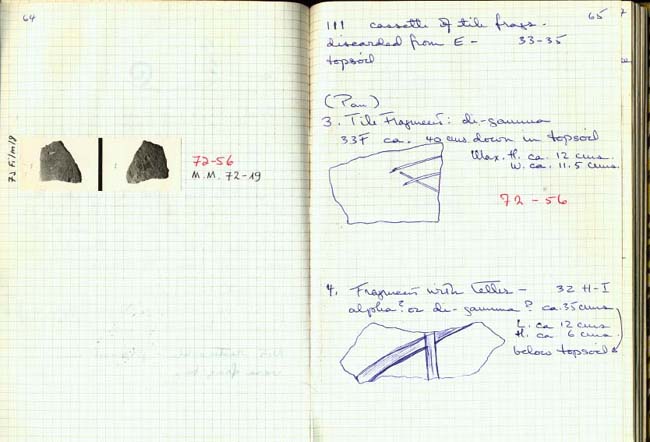 64
72-56
M.M. 72-19
65
111 cassette of tile frags.
discarded from E- 33-35
topsoil
(Pan)
3. Tile Fragment: di-gamma
33F ca. 40 cms down in topsoil
Max. H. ca. 12 cms.
W. ca. 11.5 cms.
72-56
4. Fragment with letter - 32 H-I
alpha? or di-gamma? ca. 35 cms
L. ca 12 cms
H. ca 6 cms
below topsoil